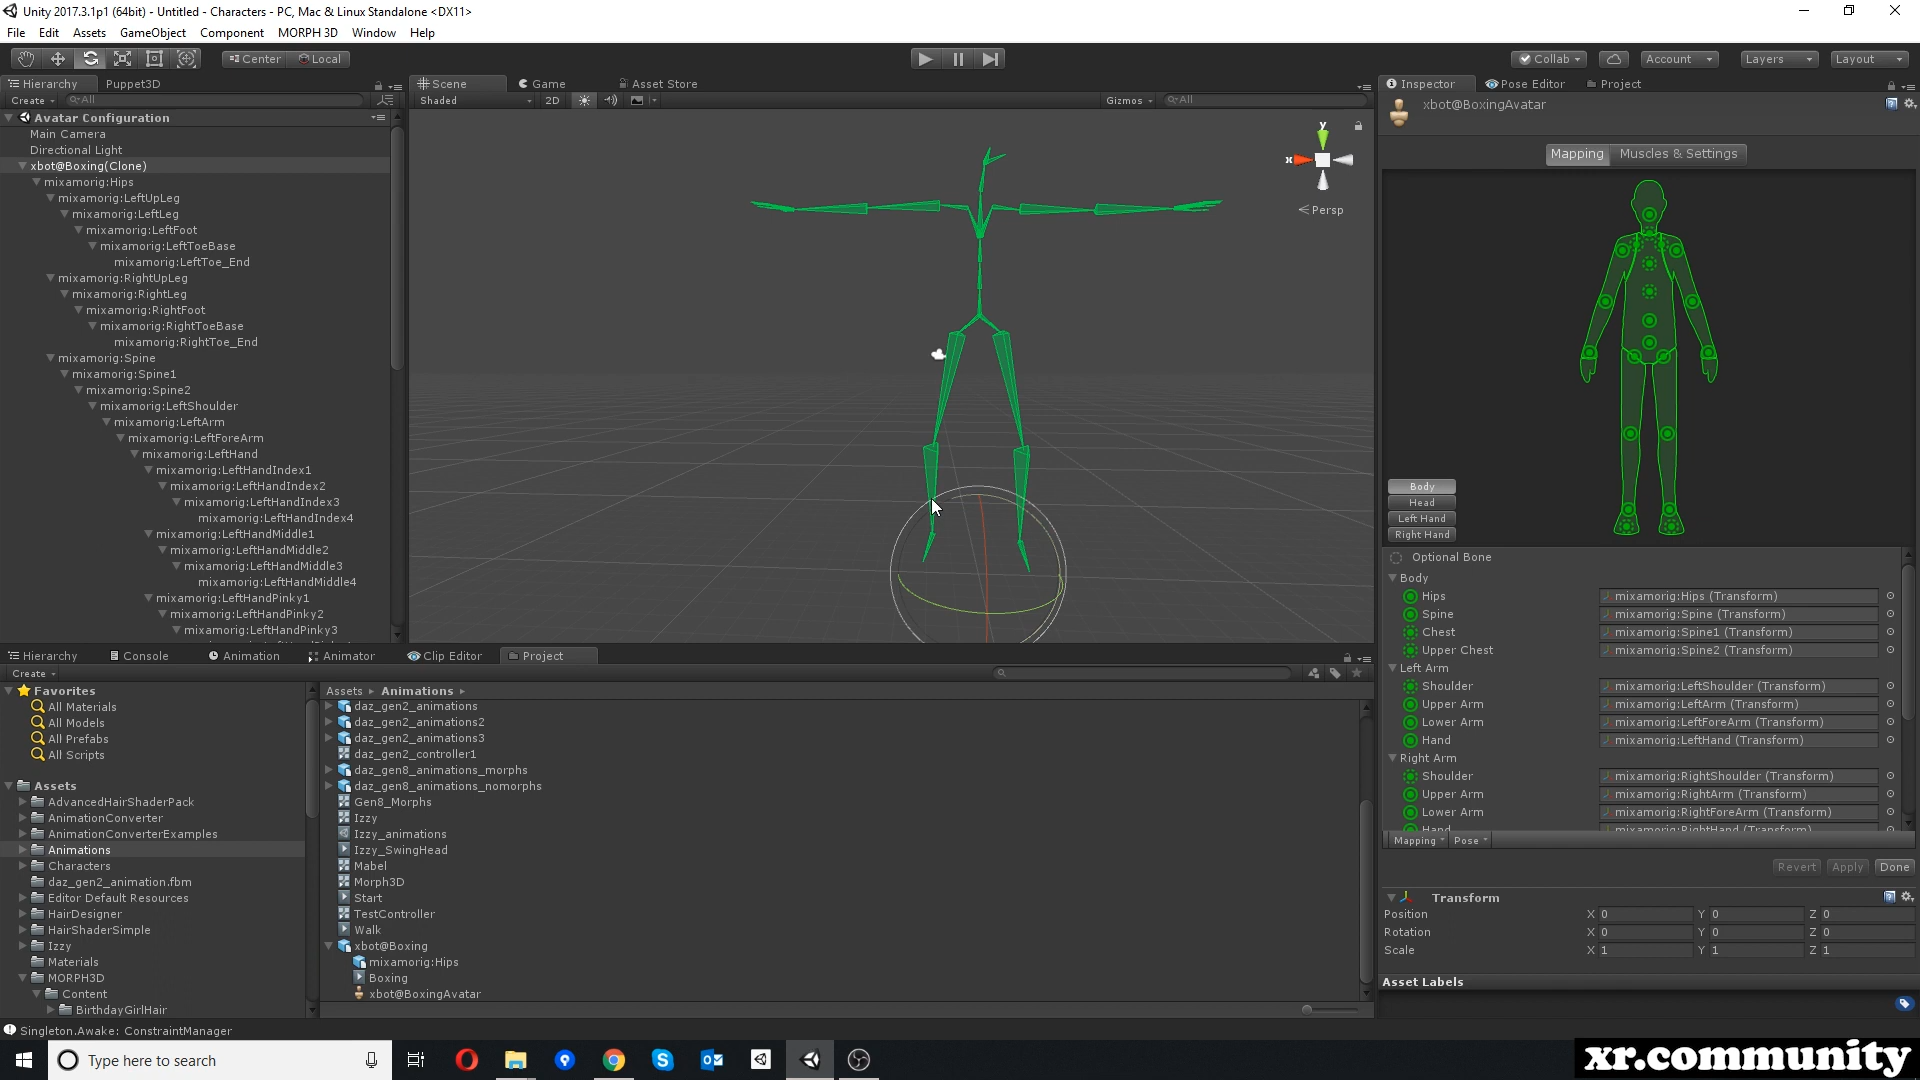 Unity 2017.3.1p1 (64bit) - Untitled - Characters - PC, Mac & Linux Standalone <DX11>
File Edit Assets GameObject Component MORPH 3D Window Help
Center Local Collab Account Layers Layout
Hierarchy Puppet3D
Create All
Avatar Configuration
Main Camera
Directional Light
xbot@Boxing(Clone)
mixamorig:Hips
mixamorig:LeftUpLeg
mixamorig:LeftLeg
mixamorig:LeftFoot
mixamorig:LeftToeBase
mixamorig:LeftToe_End
mixamorig:RightUpLeg
mixamorig:RightLeg
mixamorig:RightFoot
mixamorig:RightToeBase
mixamorig:RightToe_End
mixamorig:Spine
mixamorig:Spine1
mixamorig:Spine2
mixamorig:LeftShoulder
mixamorig:LeftArm
mixamorig:LeftForeArm
mixamorig:LeftHand
mixamorig:LeftHandIndex1
mixamorig:LeftHandIndex2
mixamorig:LeftHandIndex3
mixamorig:LeftHandIndex4
mixamorig:LeftHandMiddle1
mixamorig:LeftHandMiddle2
mixamorig:LeftHandMiddle3
mixamorig:LeftHandMiddle4
mixamorig:LeftHandPinky1
mixamorig:LeftHandPinky2
mixamorig:LeftHandPinky3
Scene Game Asset Store
Shaded 2D Gizmos All
y
x
Persp
Inspector Pose Editor Project
xbot@BoxingAvatar
Mapping Muscles & Settings
Body
Head
Left Hand
Right Hand
Optional Bone
Body
Hips mixamorig:Hips (Transform)
Spine mixamorig:Spine (Transform)
Chest mixamorig:Spine1 (Transform)
Upper Chest mixamorig:Spine2 (Transform)
Left Arm
Shoulder mixamorig:LeftShoulder (Transform)
Upper Arm mixamorig:LeftArm (Transform)
Lower Arm mixamorig:LeftForeArm (Transform)
Hand mixamorig:LeftHand (Transform)
Right Arm
Shoulder mixamorig:RightShoulder (Transform)
Upper Arm mixamorig:RightArm (Transform)
Lower Arm mixamorig:RightForeArm (Transform)
Hand mixamorig:RightHand (Transform)
Mapping Pose
Revert Apply Done
Transform
Position X 0 Y 0 Z 0
Rotation X 0 Y 0 Z 0
Scale X 1 Y 1 Z 1
Asset Labels
Hierarchy Console Animation Animator Clip Editor Project
Create
Favorites
All Materials
All Models
All Prefabs
All Scripts
Assets
AdvancedHairShaderPack
AnimationConverter
AnimationConverterExamples
Animations
Characters
daz_gen2_animation.fbm
Editor Default Resources
HairDesigner
HairShaderSimple
Izzy
Materials
MORPH3D
Content
BirthdayGirlHair
Assets Animations
daz_gen2_animations
daz_gen2_animations2
daz_gen2_animations3
daz_gen2_controller1
daz_gen8_animations_morphs
daz_gen8_animations_nomorphs
Gen8_Morphs
Izzy
Izzy_animations
Izzy_SwingHead
Mabel
Morph3D
Start
TestController
Walk
xbot@Boxing
mixamorig:Hips
Boxing
xbot@BoxingAvatar
Singleton.Awake: ConstraintManager
Type here to search
xr.community